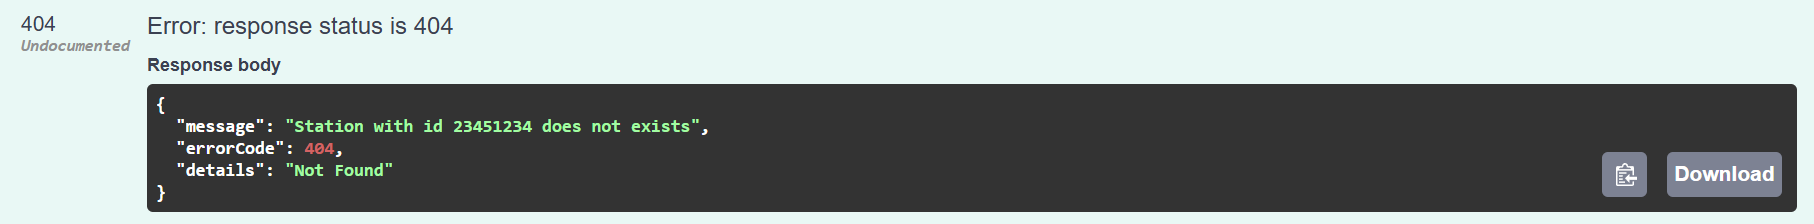 404
Undocumented
Error: response status is 404
Response body
{
  "message": "Station with id 23451234 does not exists",
  "errorCode": 404,
  "details": "Not Found"
}
Download